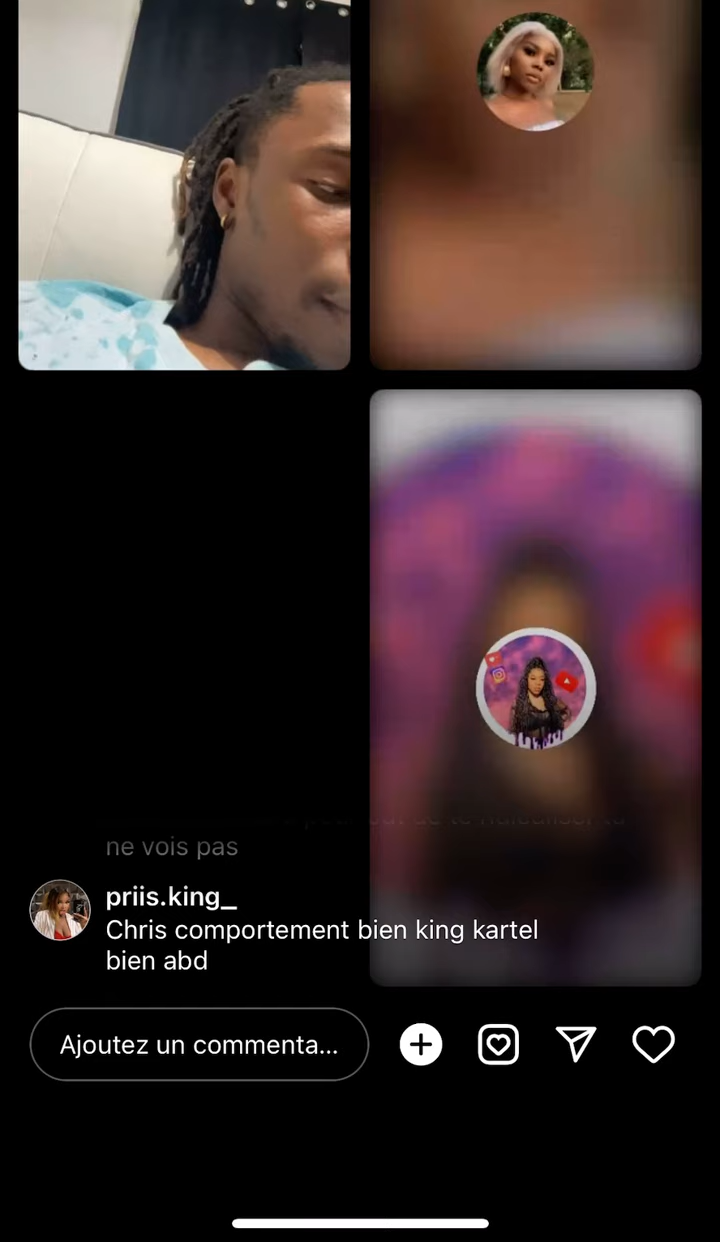 ne vois pas
priis.king_
Chris comportement bien king kartel
bien abd
Ajoutez un commenta...